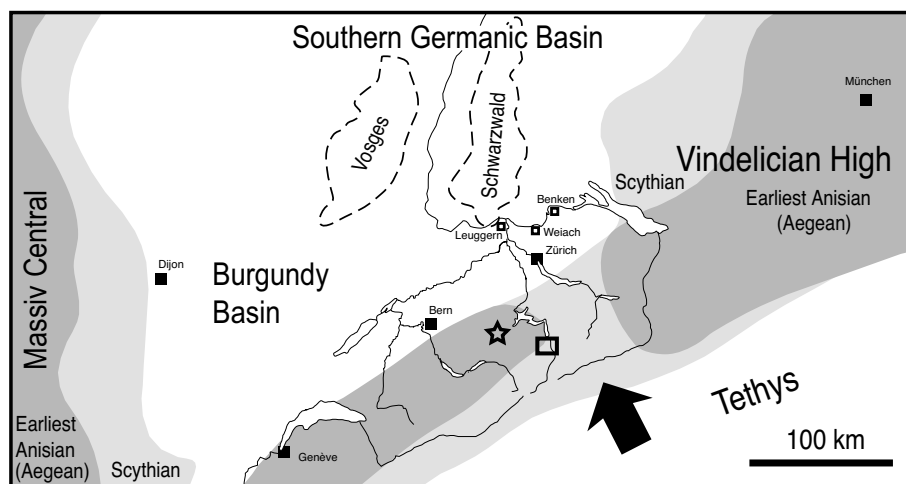 Southern Germanic Basin
München
Vosges
Schwarzwald
Vindelician High
Scythian
Earliest Anisian
(Aegean)
Benken
Leuggern
Weiach
Zürich
Massiv Central
Dijon
Burgundy
Basin
Bern
Tethys
Earliest
Anisian
(Aegean)
Scythian
Genève
100 km